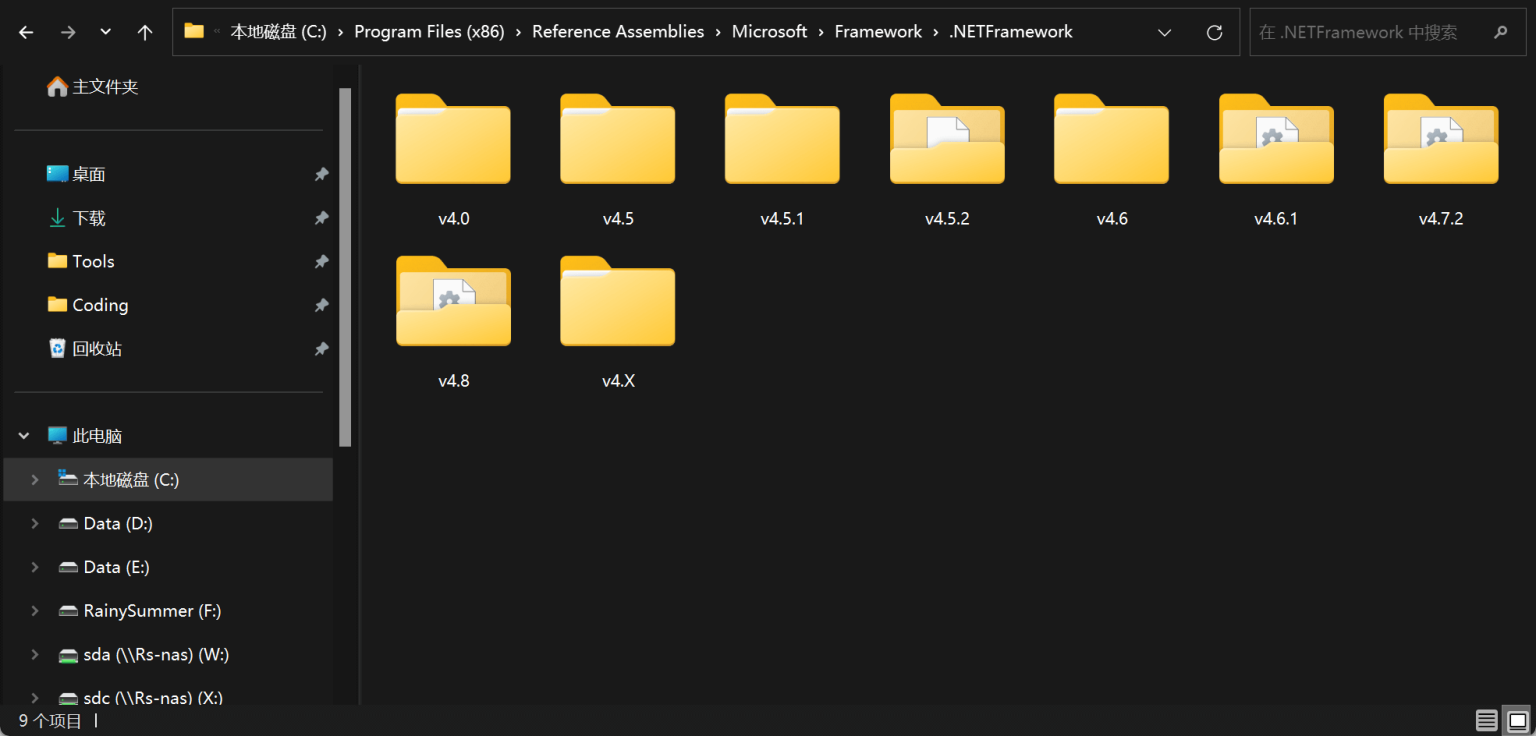 本地磁盘 (C:) › Program Files (x86) › Reference Assemblies › Microsoft › Framework › .NETFramework
在 .NETFramework 中搜索
主文件夹
桌面
下载
Tools
Coding
回收站
此电脑
本地磁盘 (C:)
Data (D:)
Data (E:)
RainySummer (F:)
sda (\\Rs-nas) (W:)
sdc (\\Rs-nas) (X:)
v4.0 v4.5 v4.5.1 v4.5.2 v4.6 v4.6.1 v4.7.2
v4.8 v4.X
9 个项目